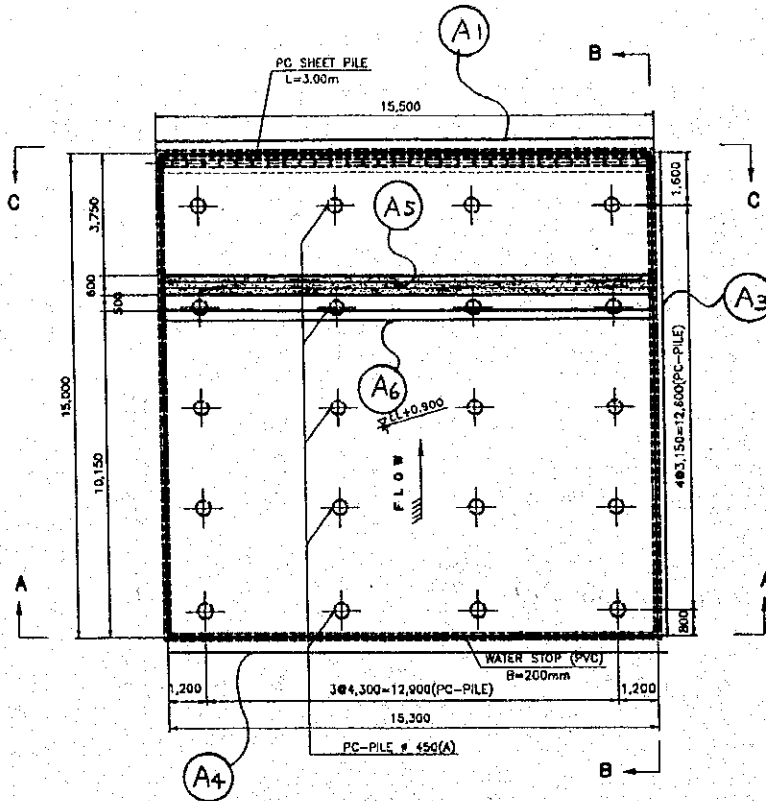 A1
B
PC SHEET PILE
L=3.00m
15,500
C
C
1,600
3,750
A5
600
500
A3
A6
EL+0.900
15,000
10,150
FLOW
4@3,150=12,600(PC-PILE)
A
A
800
WATER STOP (PVC)
B=200mm
1,200
3@4,300=12,900(PC-PILE)
1,200
15,300
PC-PILE φ 450(A)
A4
B